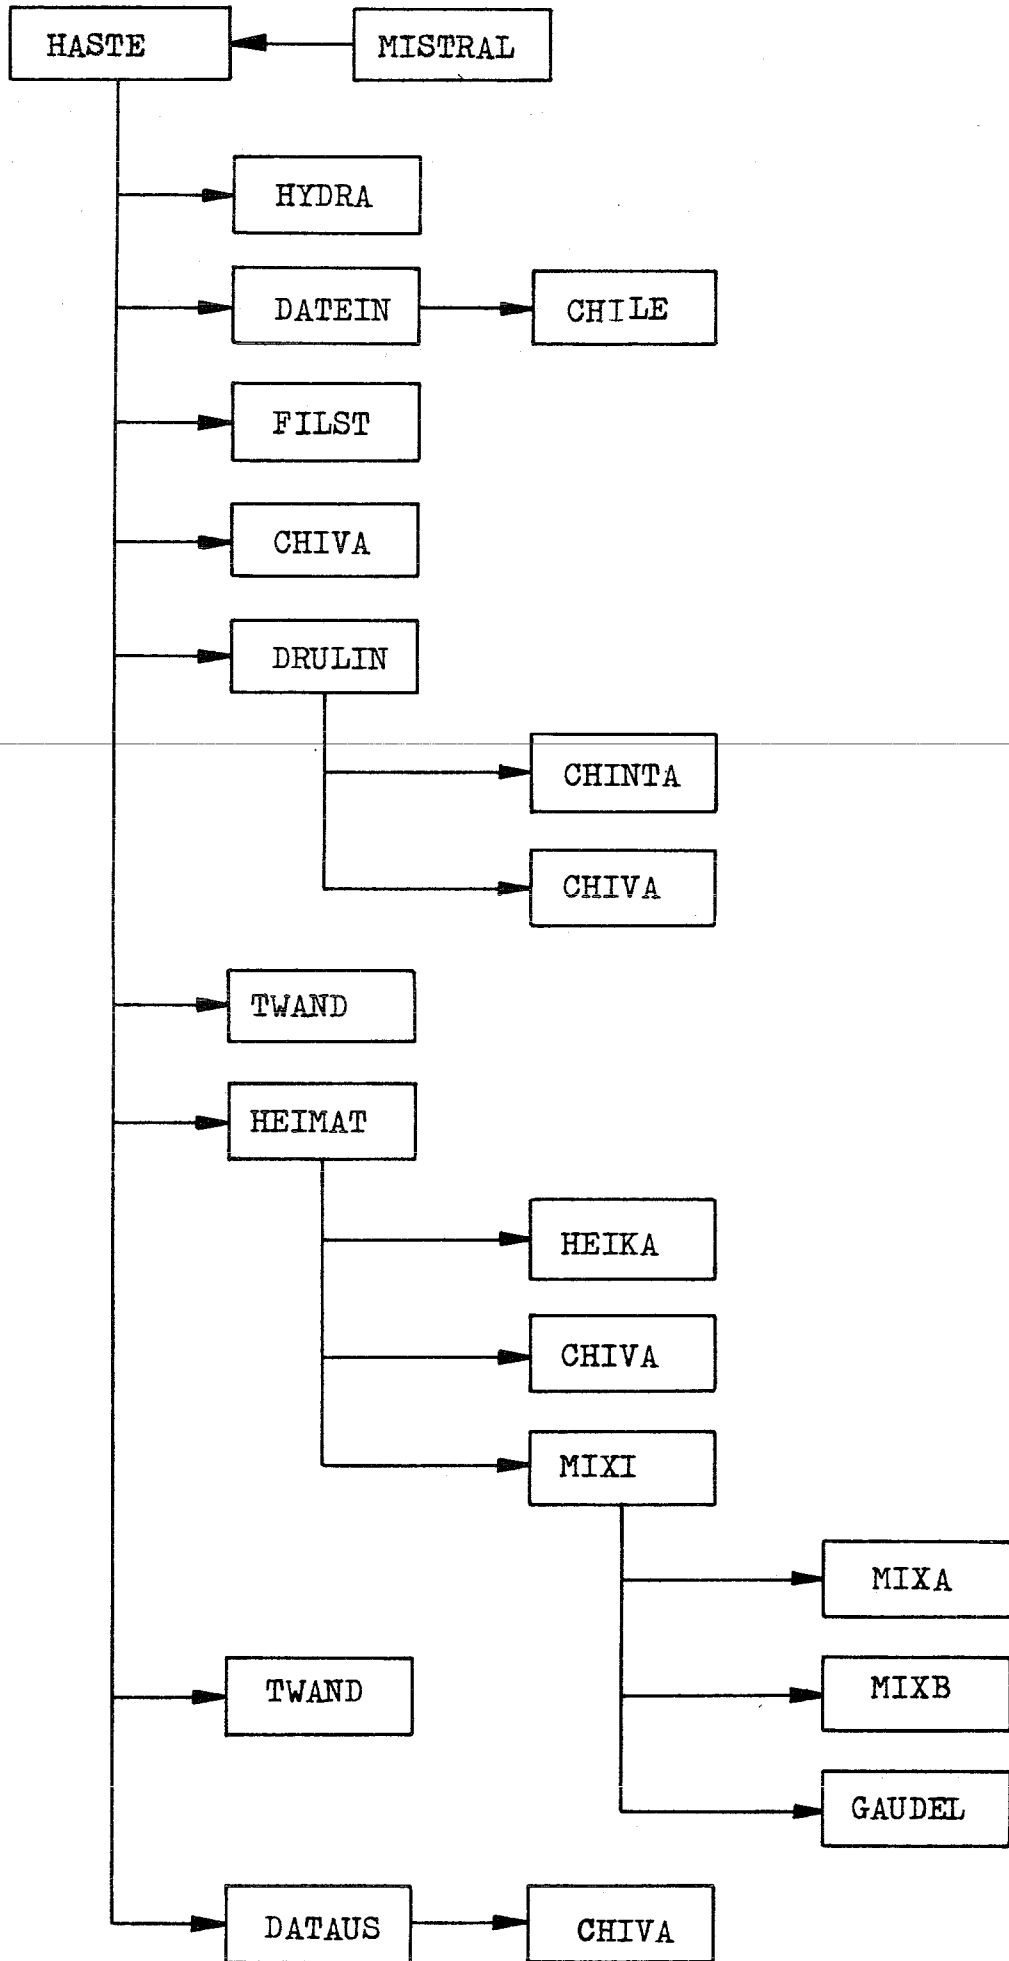 HASTE
MISTRAL
HYDRA
DATEIN
CHILE
FILST
CHIVA
DRULIN
CHINTA
CHIVA
TWAND
HEIMAT
HEIKA
CHIVA
MIXI
MIXA
MIXB
TWAND
GAUDEL
DATAUS
CHIVA